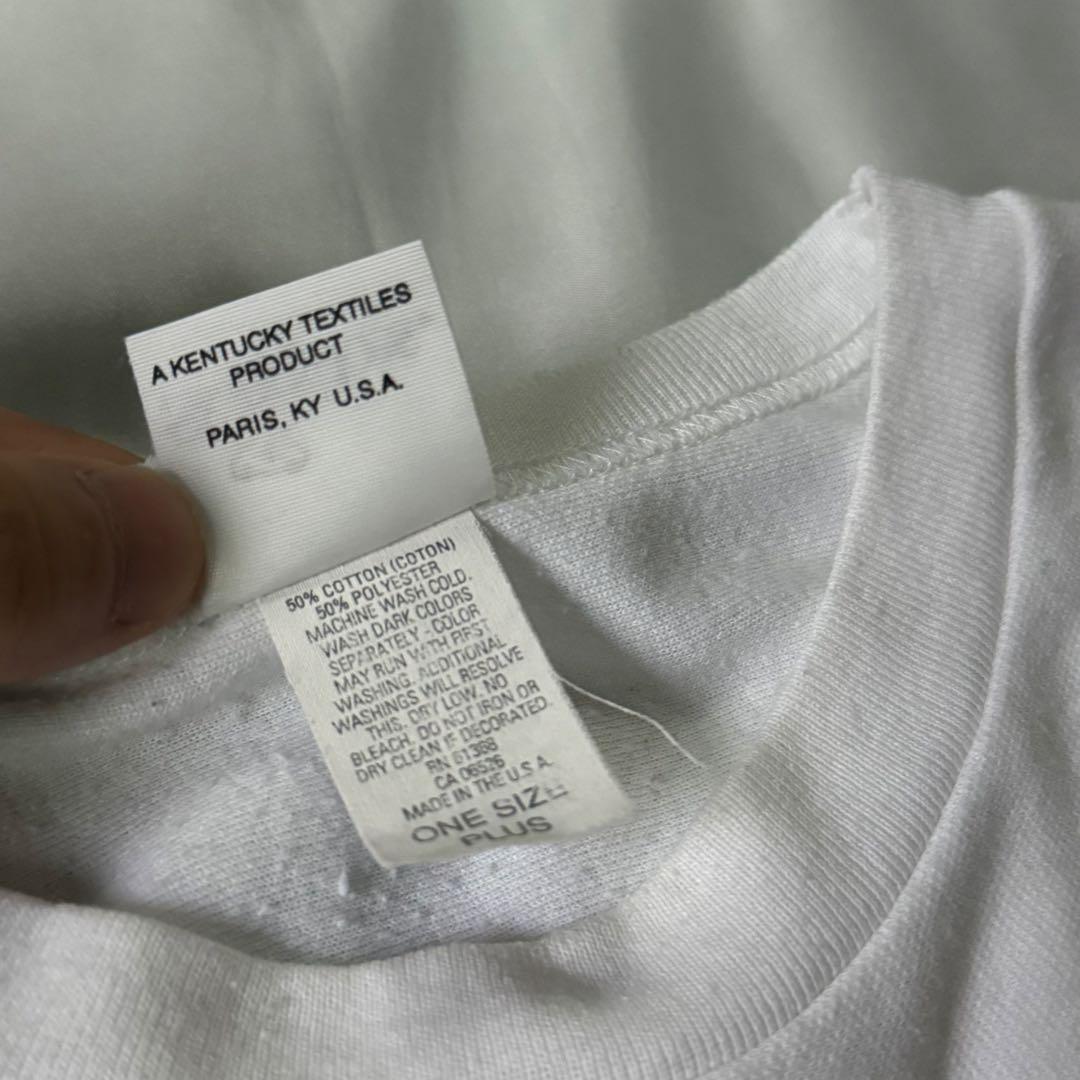 A KENTUCKY TEXTILES
PRODUCT
PARIS, KY U.S.A.
50% COTTON (COTON)
50% POLYESTER
MACHINE WASH COLD.
WASH DARK COLORS
SEPARATELY - COLOR
MAY RUN WITH FIRST
WASHING. ADDITIONAL
WASHINGS WILL RESOLVE
THIS. DRY LOW. NO
BLEACH. DO NOT IRON OR
DRY CLEAN IF DECORATED.
RN 61368
CA 06526
MADE IN THE U.S.A.
ONE SIZE
PLUS